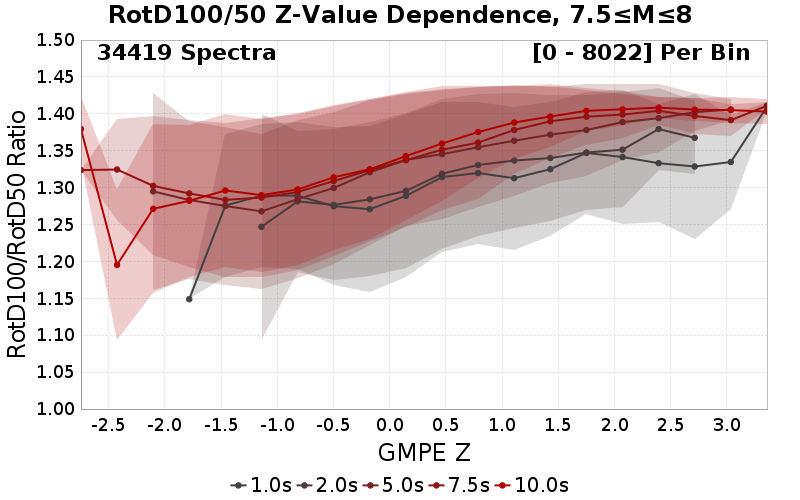 RotD100/50 Z-Value Dependence, 7.5≤M≤8
34419 Spectra
[0 - 8022] Per Bin
RotD100/RotD50 Ratio
1.50
1.45
1.40
1.35
1.30
1.25
1.20
1.15
1.10
1.05
1.00
-2.5 -2.0 -1.5 -1.0 -0.5 0.0 0.5 1.0 1.5 2.0 2.5 3.0
GMPE Z
1.0s 2.0s 5.0s 7.5s 10.0s